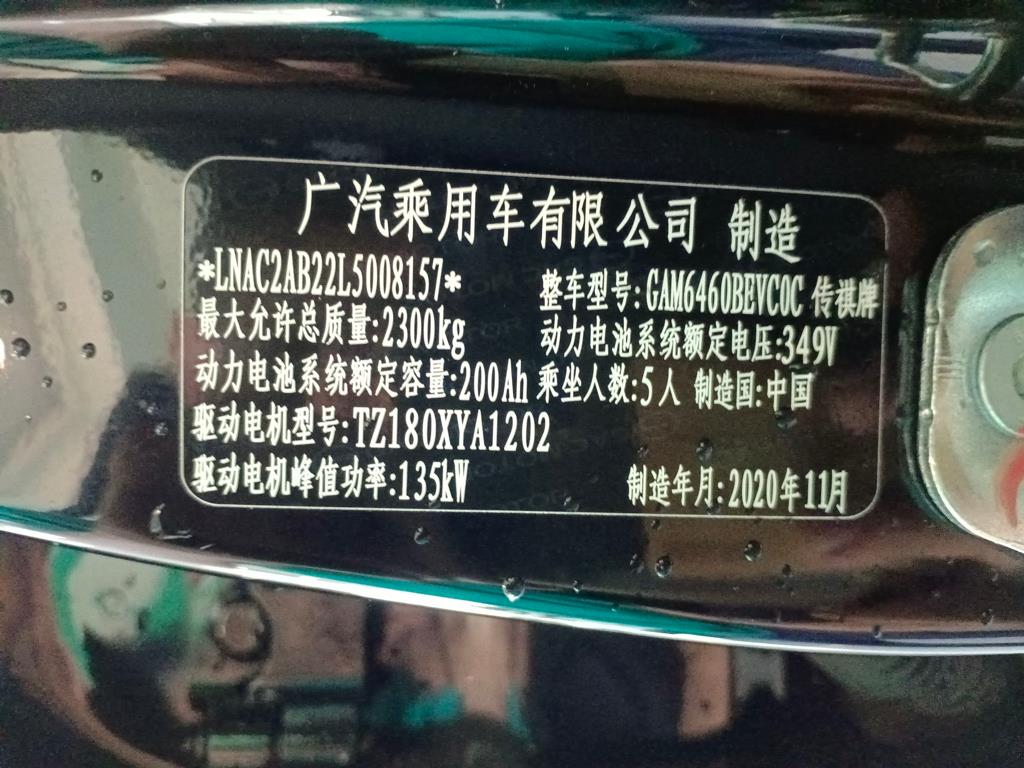 广汽乘用车有限公司 制造
*LNAC2AB22L5008157* 整车型号:GAM6460BEVC0C 传祺牌
最大允许总质量:2300kg 动力电池系统额定电压:349V
动力电池系统额定容量:200Ah 乘坐人数:5人 制造国:中国
驱动电机型号:TZ180XYA1202
驱动电机峰值功率:135kW 制造年月:2020年11月